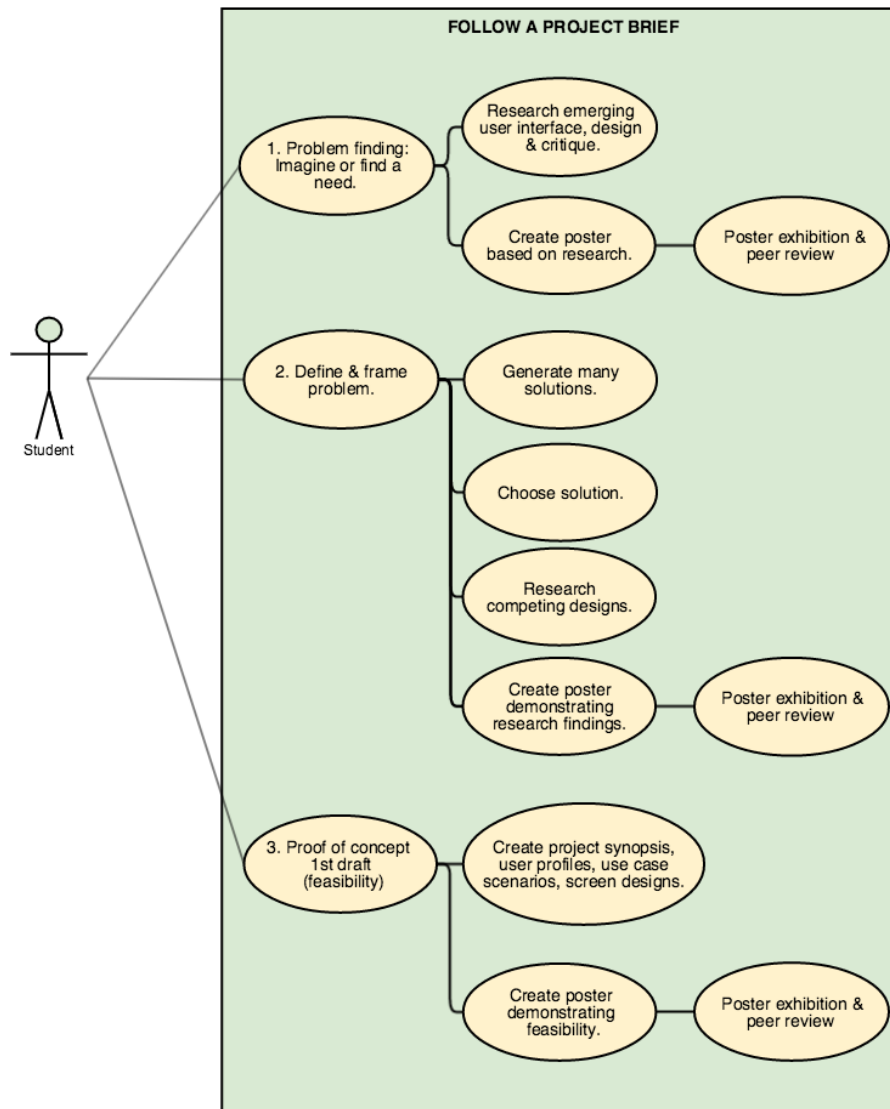 FOLLOW A PROJECT BRIEF
Research emerging
user interface, design
& critique.
1. Problem finding:
Imagine or find a
need.
Create poster
based on research.
Poster exhibition &
peer review
Student
2. Define & frame
problem.
Generate many
solutions.
Choose solution.
Research
competing designs.
Create poster
demonstrating
research findings.
Poster exhibition &
peer review
3. Proof of concept
1st draft
(feasibility)
Create project synopsis,
user profiles, use case
scenarios, screen designs.
Create poster
demonstrating
feasibility.
Poster exhibition &
peer review